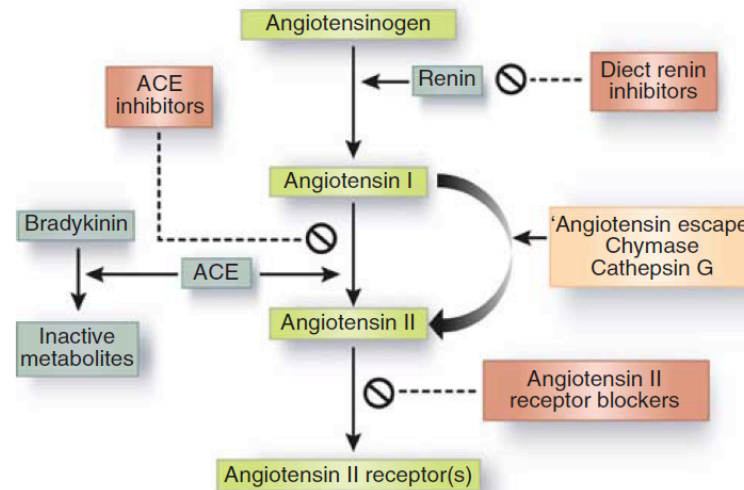 Angiotensinogen
Renin
Diect renin
inhibitors
ACE
inhibitors
Angiotensin I
Bradykinin
'Angiotensin escape
Chymase
Cathepsin G
ACE
Angiotensin II
Inactive
metabolites
Angiotensin II
receptor blockers
Angiotensin II receptor(s)